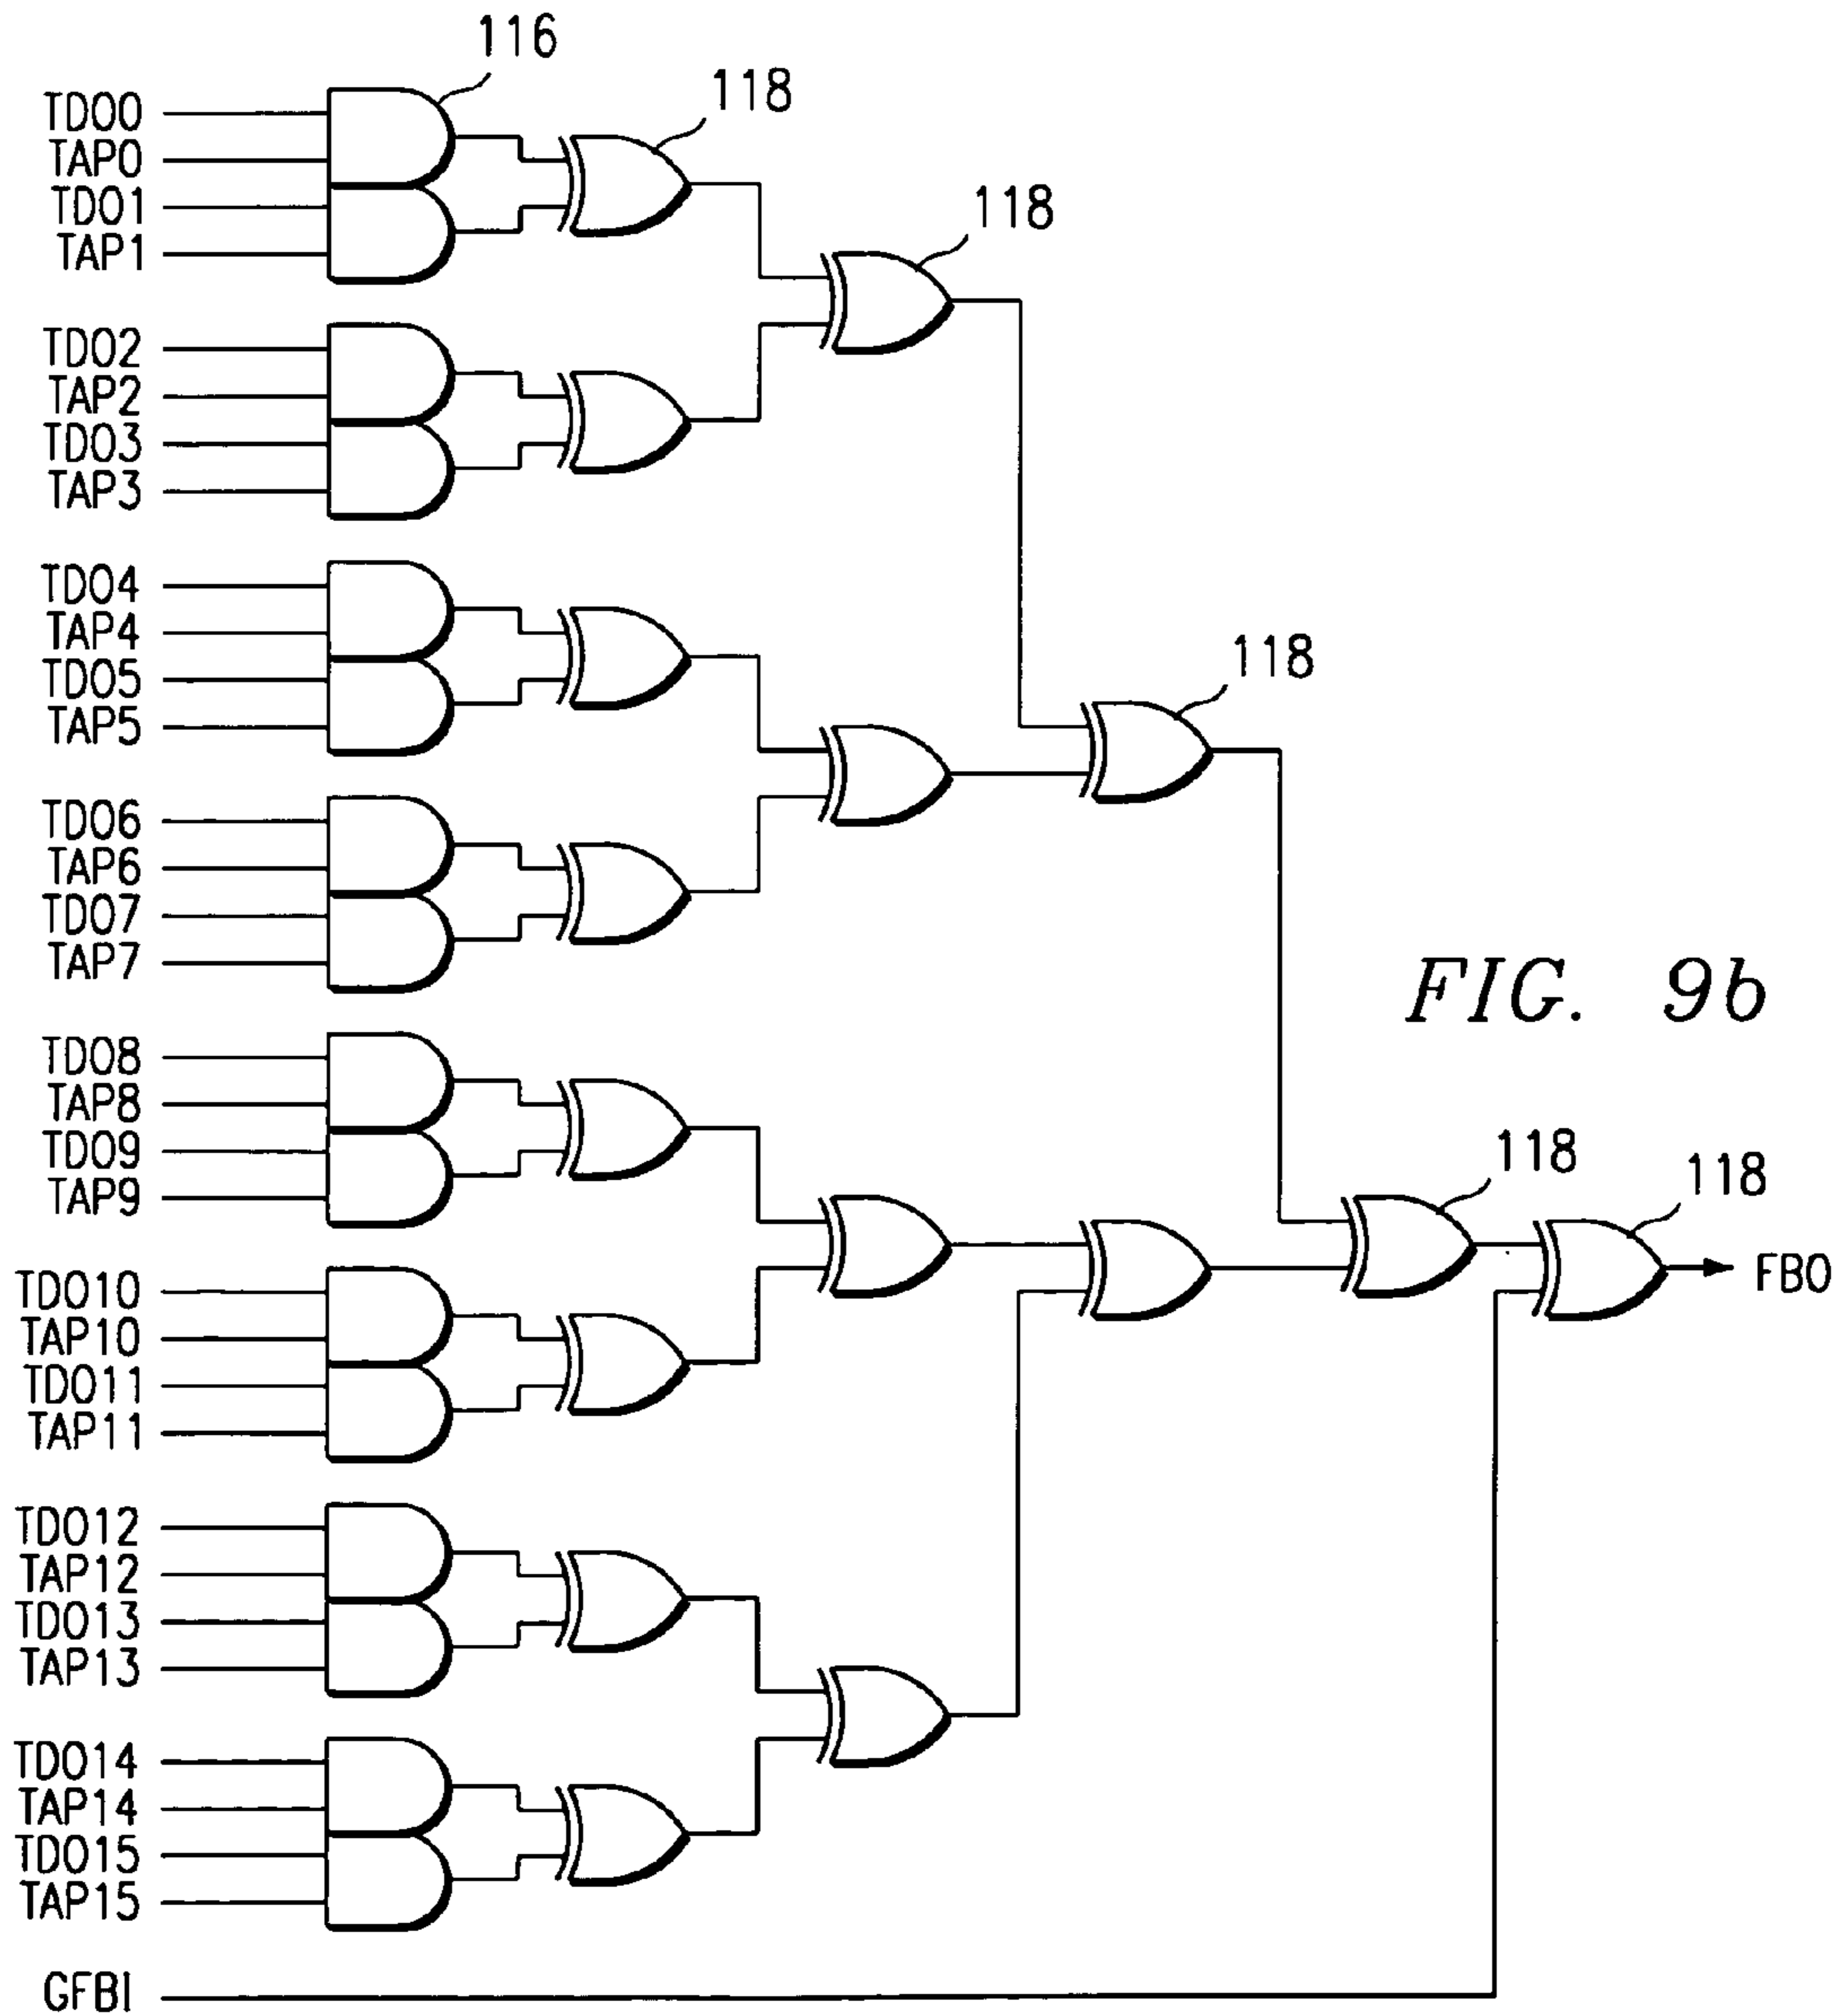 116
118
TDO0
TAP0
TDO1
TAP1
118
TDO2
TAP2
TDO3
TAP3
TDO4
TAP4
TDO5
TAP5
118
TDO6
TAP6
TDO7
TAP7
FIG. 9b
TDO8
TAP8
TDO9
TAP9
118
118
FBO
TDO10
TAP10
TDO11
TAP11
TDO12
TAP12
TDO13
TAP13
TDO14
TAP14
TDO15
TAP15
GFBI